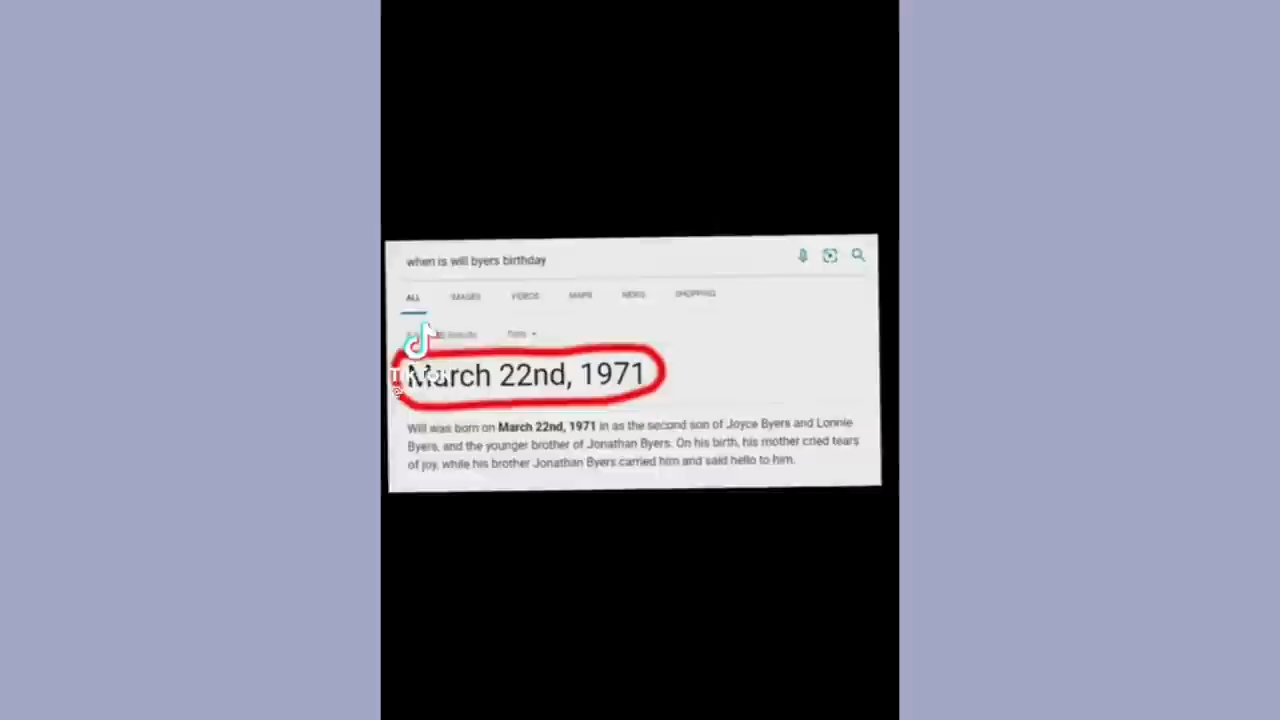 when is will byers birthday
ALL IMAGES VIDEOS MAPS NEWS SHOPPING
Date
TikTok
March 22nd, 1971
Will was born on March 22nd, 1971 in as the second son of Joyce Byers and Lonnie
Byers, and the younger brother of Jonathan Byers. On his birth, his mother cried tears
of joy, while his brother Jonathan Byers carried him and said hello to him.